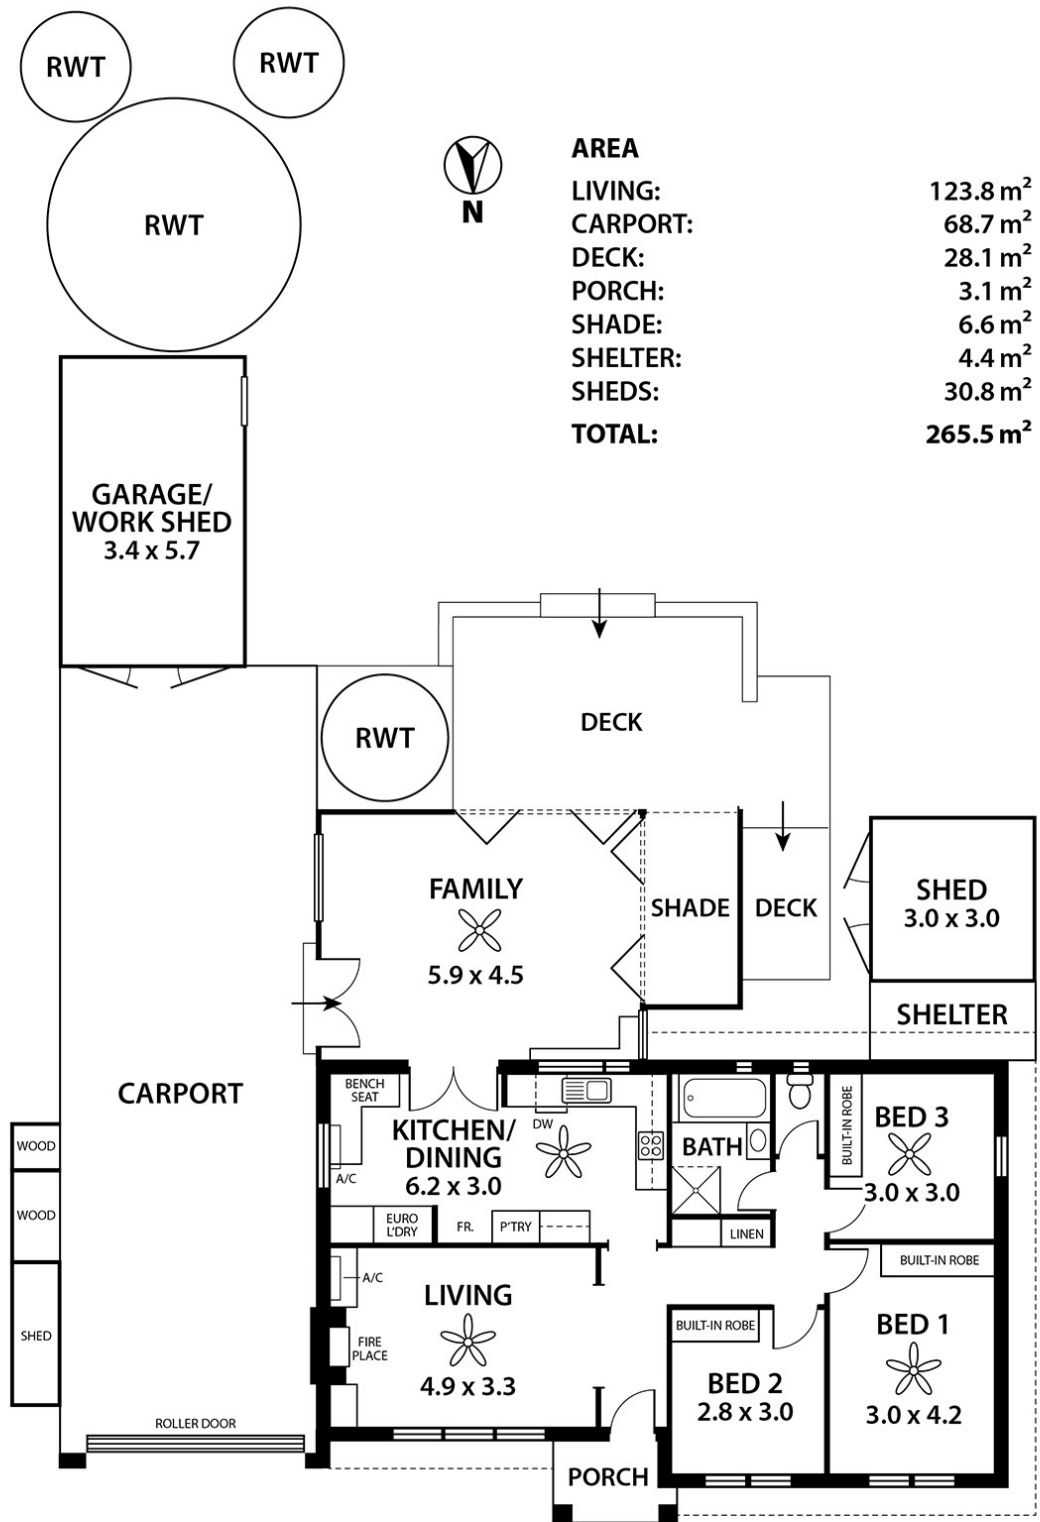 RWT
RWT
RWT
N
AREA
LIVING: 123.8 m²
CARPORT: 68.7 m²
DECK: 28.1 m²
PORCH: 3.1 m²
SHADE: 6.6 m²
SHELTER: 4.4 m²
SHEDS: 30.8 m²
TOTAL: 265.5 m²
GARAGE/
WORK SHED
3.4 x 5.7
RWT
DECK
FAMILY
5.9 x 4.5
SHADE
DECK
SHED
3.0 x 3.0
SHELTER
CARPORT
BENCH
SEAT
KITCHEN/
DINING
6.2 x 3.0
DW
A/C
EURO
L'DRY
FR.
P'TRY
BATH
LINEN
BUILT-IN ROBE
BED 3
3.0 x 3.0
WOOD
WOOD
SHED
A/C
LIVING
4.9 x 3.3
FIRE
PLACE
BUILT-IN ROBE
BED 2
2.8 x 3.0
BUILT-IN ROBE
BED 1
3.0 x 4.2
ROLLER DOOR
PORCH